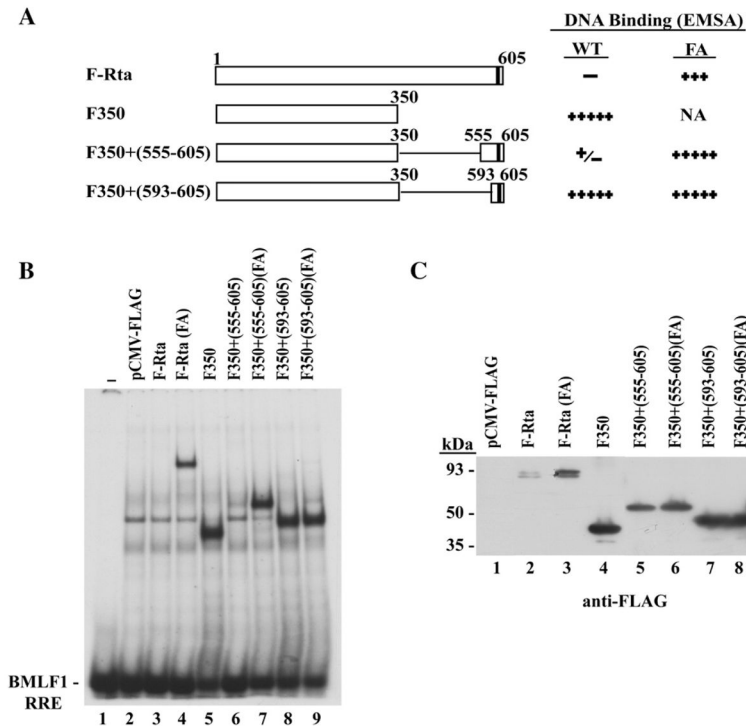 A
DNA Binding (EMSA)
WT FA
1 605
F-Rta − +++
350
F350 +++++ NA
350 555 605
F350+(555-605) +/− +++++
350 593 605
F350+(593-605) +++++ +++++
B
−
pCMV-FLAG
F-Rta
F-Rta (FA)
F350
F350+(555-605)
F350+(555-605)(FA)
F350+(593-605)
F350+(593-605)(FA)
BMLF1 -
RRE
1 2 3 4 5 6 7 8 9
C
pCMV-FLAG
F-Rta
F-Rta (FA)
F350
F350+(555-605)
F350+(555-605)(FA)
F350+(593-605)
F350+(593-605)(FA)
kDa
93 -
50 -
35 -
1 2 3 4 5 6 7 8
anti-FLAG